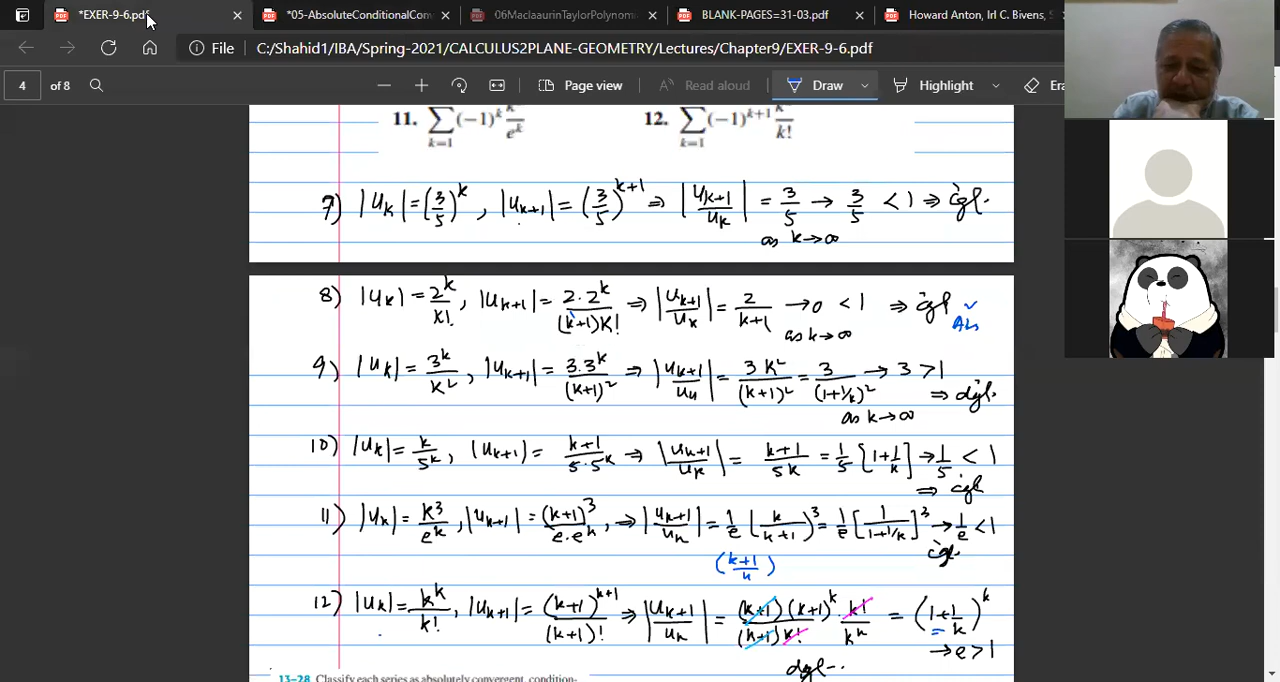 *EXER-9-6.pdf
*05-AbsoluteConditionalConv
06MaclaaurinTaylorPolynomi
BLANK-PAGES=31-03.pdf
Howard Anton, Irl C. Bivens, S
File C:/Shahid1/IBA/Spring-2021/CALCULUS2PLANE-GEOMETRY/Lectures/Chapter9/EXER-9-6.pdf
4 of 8 Page view Read aloud Draw Highlight Era
11. ∑ k=1 (-1)^k k/e^k 12. ∑ k=1 (-1)^{k+1} k/k!
7) |u_k| = (3/5)^k, |u_{k+1}| = (3/5)^{k+1} ⇒ |u_{k+1}/u_k| = 3/5 → 3/5 < 1 ⇒ cgt.
as k→∞
8) |u_k| = 2^k/k!, |u_{k+1}| = 2·2^k/(k+1)k! ⇒ |u_{k+1}/u_k| = 2/(k+1) → 0 < 1 ⇒ cgt ✓
as k→∞
9) |u_k| = 3^k/k², |u_{k+1}| = 3·3^k/(k+1)² ⇒ |u_{k+1}/u_k| = 3k²/(k+1)² = 3/(1+1/k)² → 3 > 1
as k→∞ ⇒ dgt.
10) |u_k| = k/5^k, |u_{k+1}| = (k+1)/5·5^k ⇒ |u_{k+1}/u_k| = (k+1)/5k = 1/5 [1+1/k] → 1/5 < 1
⇒ cgt
11) |u_k| = k³/e^k, |u_{k+1}| = (k+1)³/e·e^k, ⇒ |u_{k+1}/u_k| = 1/e (k/(k+1))³ = 1/e [1/(1+1/k)]³ → 1/e < 1
cgt.
((k+1)/k)
12) |u_k| = k^k/k!, |u_{k+1}| = (k+1)^{k+1}/(k+1)! ⇒ |u_{k+1}/u_k| = (k+1)(k+1)^k/(k+1)k! · k!/k^k = (1+1/k)^k
→ e > 1
dgt..
13–28 Classify each series as absolutely convergent, condition-